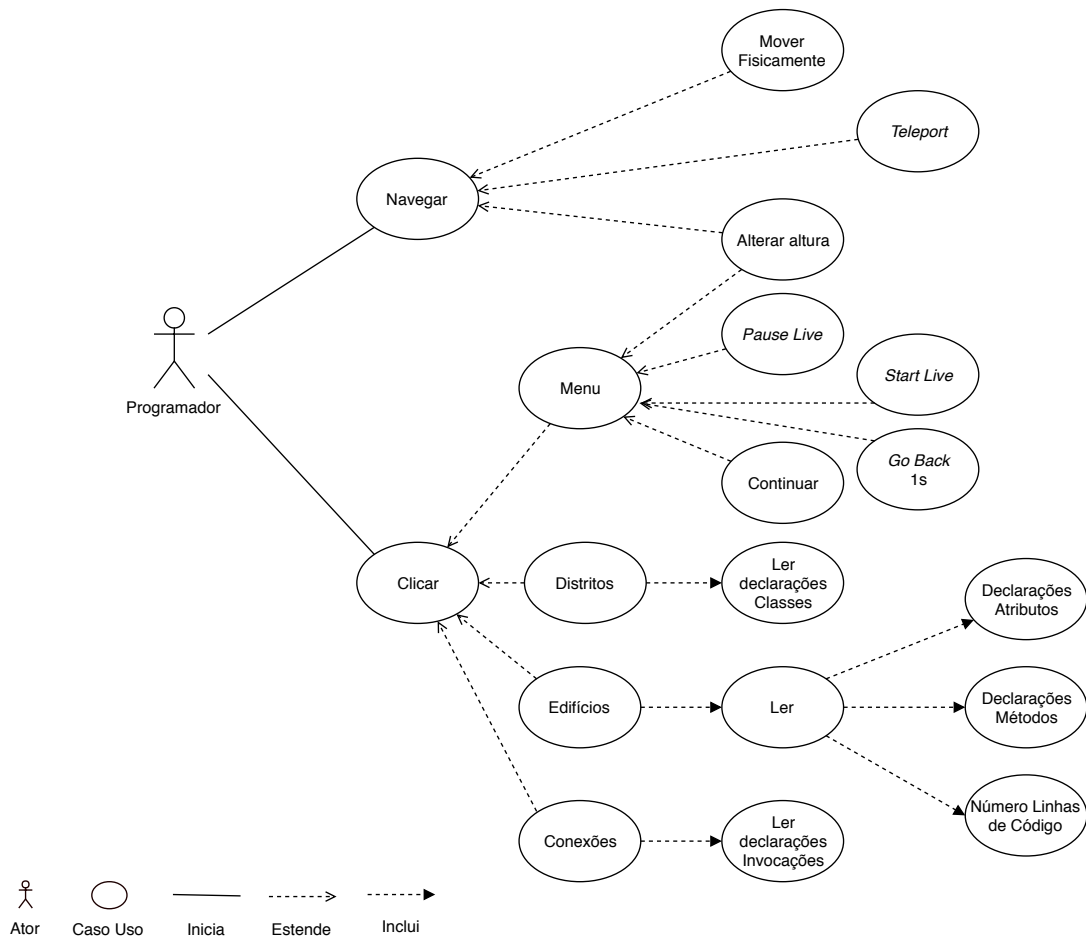 Mover
Fisicamente
Teleport
Navegar
Alterar altura
Pause Live
Start Live
Menu
Programador
Go Back
1s
Continuar
Clicar
Distritos
Ler
declarações
Classes
Declarações
Atributos
Edifícios
Ler
Declarações
Métodos
Conexões
Ler
declarações
Invocações
Número Linhas
de Código
Ator
Caso Uso
Inicia
Estende
Inclui